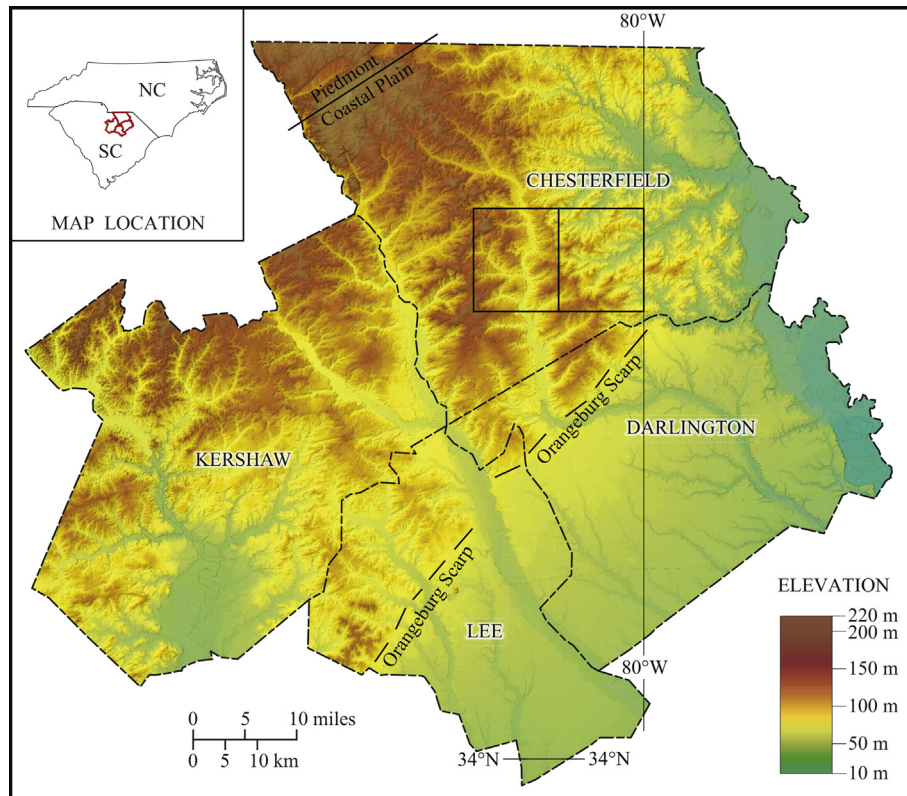 80°W
NC
SC
MAP LOCATION
Piedmont
Coastal Plain
CHESTERFIELD
Orangeburg Scarp
DARLINGTON
KERSHAW
Orangeburg Scarp
LEE
80°W
34°N
34°N
0 5 10 miles
0 5 10 km
ELEVATION
220 m
200 m
150 m
100 m
50 m
10 m